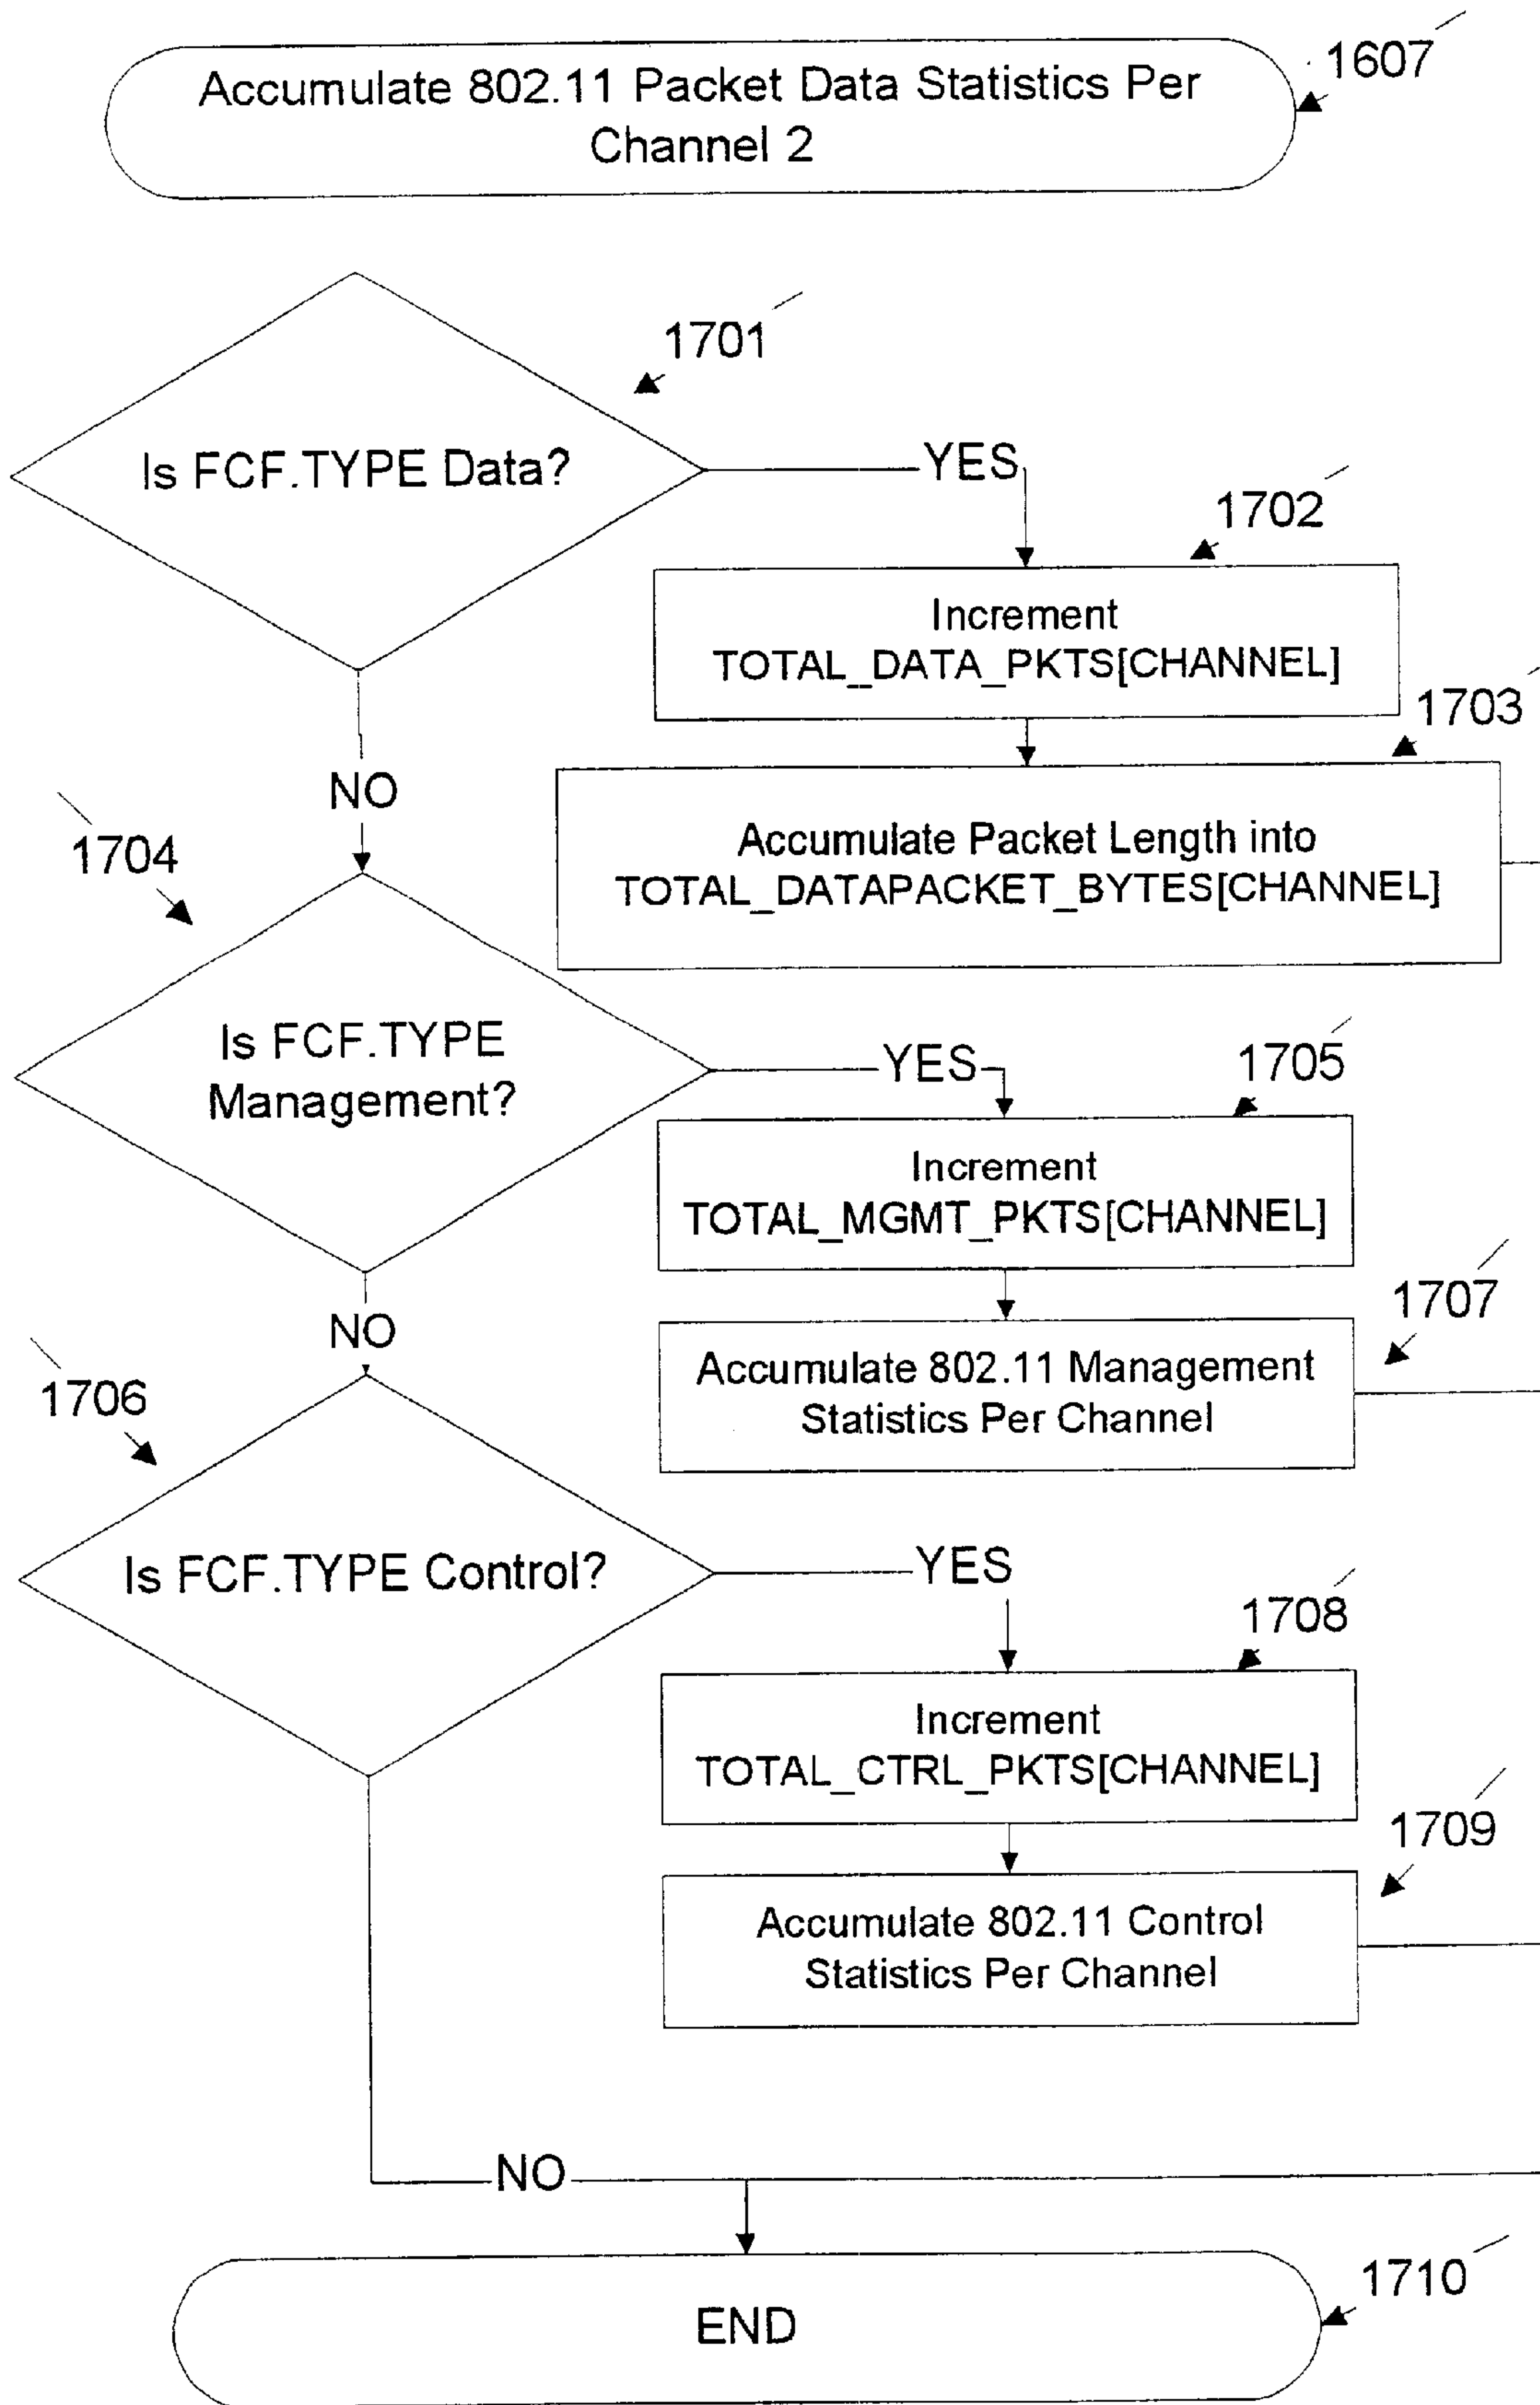 1607
Accumulate 802.11 Packet Data Statistics Per
Channel 2
1701
Is FCF.TYPE Data?
YES
1702
Increment
TOTAL_DATA_PKTS[CHANNEL]
1703
NO
Accumulate Packet Length into
TOTAL_DATAPACKET_BYTES[CHANNEL]
1704
Is FCF.TYPE
Management?
YES
1705
Increment
TOTAL_MGMT_PKTS[CHANNEL]
1707
NO
Accumulate 802.11 Management
Statistics Per Channel
1706
Is FCF.TYPE Control?
YES
1708
Increment
TOTAL_CTRL_PKTS[CHANNEL]
1709
Accumulate 802.11 Control
Statistics Per Channel
NO
1710
END